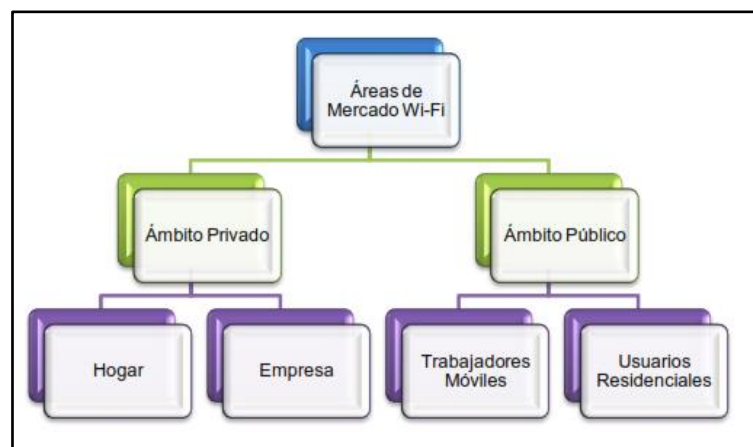 Áreas de
Mercado Wi-Fi
Ámbito Privado
Ámbito Público
Hogar
Empresa
Trabajadores
Móviles
Usuarios
Residenciales